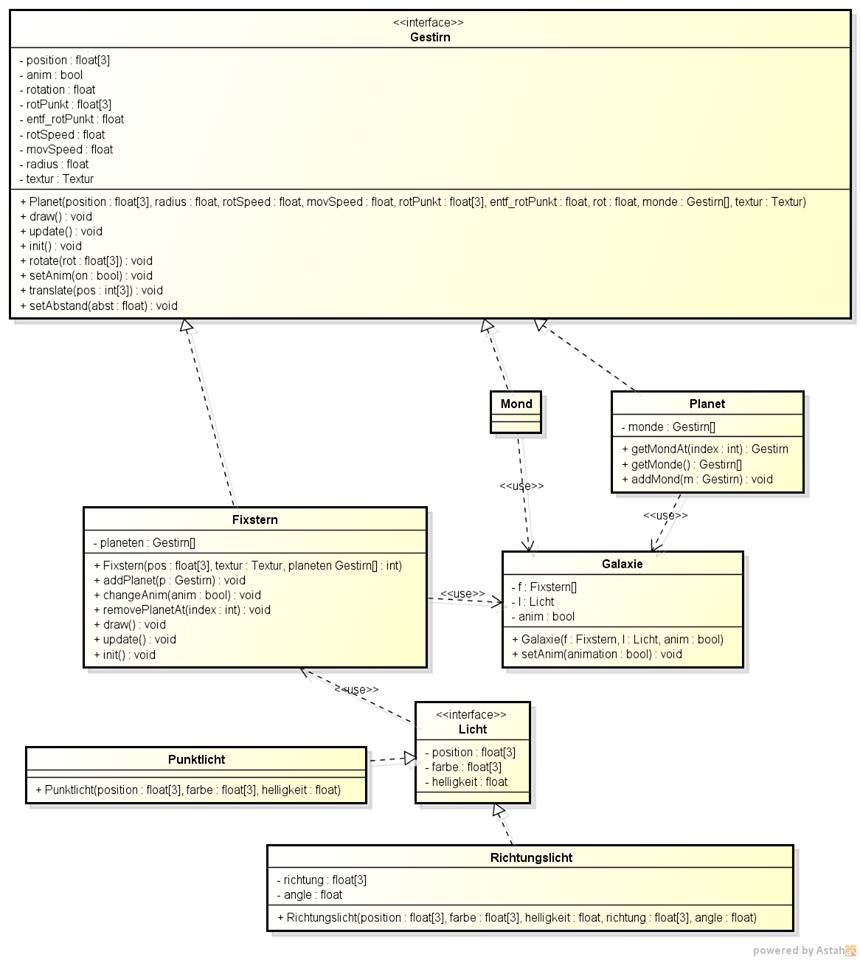 <<interface>>
Gestirn
- position : float[3]
- anim : bool
- rotation : float
- rotPunkt : float[3]
- entf_rotPunkt : float
- rotSpeed : float
- movSpeed : float
- radius : float
- textur : Textur
+ Planet(position : float[3], radius : float, rotSpeed : float, movSpeed : float, rotPunkt : float[3], entf_rotPunkt : float, rot : float, monde : Gestirn[], textur : Textur)
+ draw() : void
+ update() : void
+ init() : void
+ rotate(rot : float[3]) : void
+ setAnim(on : bool) : void
+ translate(pos : int[3]) : void
+ setAbstand(abst : float) : void
Mond
Planet
- monde : Gestirn[]
+ getMondAt(index : int) : Gestirn
+ getMonde() : Gestirn[]
+ addMond(m : Gestirn) : void
<<use>>
<<use>>
Fixstern
- planeten : Gestirn[]
+ Fixstern(pos : float[3], textur : Textur, planeten Gestirn[] : int)
+ addPlanet(p : Gestirn) : void
+ changeAnim(anim : bool) : void
+ removePlanetAt(index : int) : void
+ draw() : void
+ update() : void
+ init() : void
<<use>>
Galaxie
- f : Fixstern[]
- l : Licht
- anim : bool
+ Galaxie(f : Fixstern, l : Licht, anim : bool)
+ setAnim(animation : bool) : void
<<use>>
<<interface>>
Licht
- position : float[3]
- farbe : float[3]
- helligkeit : float
Punktlicht
+ Punktlicht(position : float[3], farbe : float[3], helligkeit : float)
Richtungslicht
- richtung : float[3]
- angle : float
+ Richtungslicht(position : float[3], farbe : float[3], helligkeit : float, richtung : float[3], angle : float)
powered by Astah